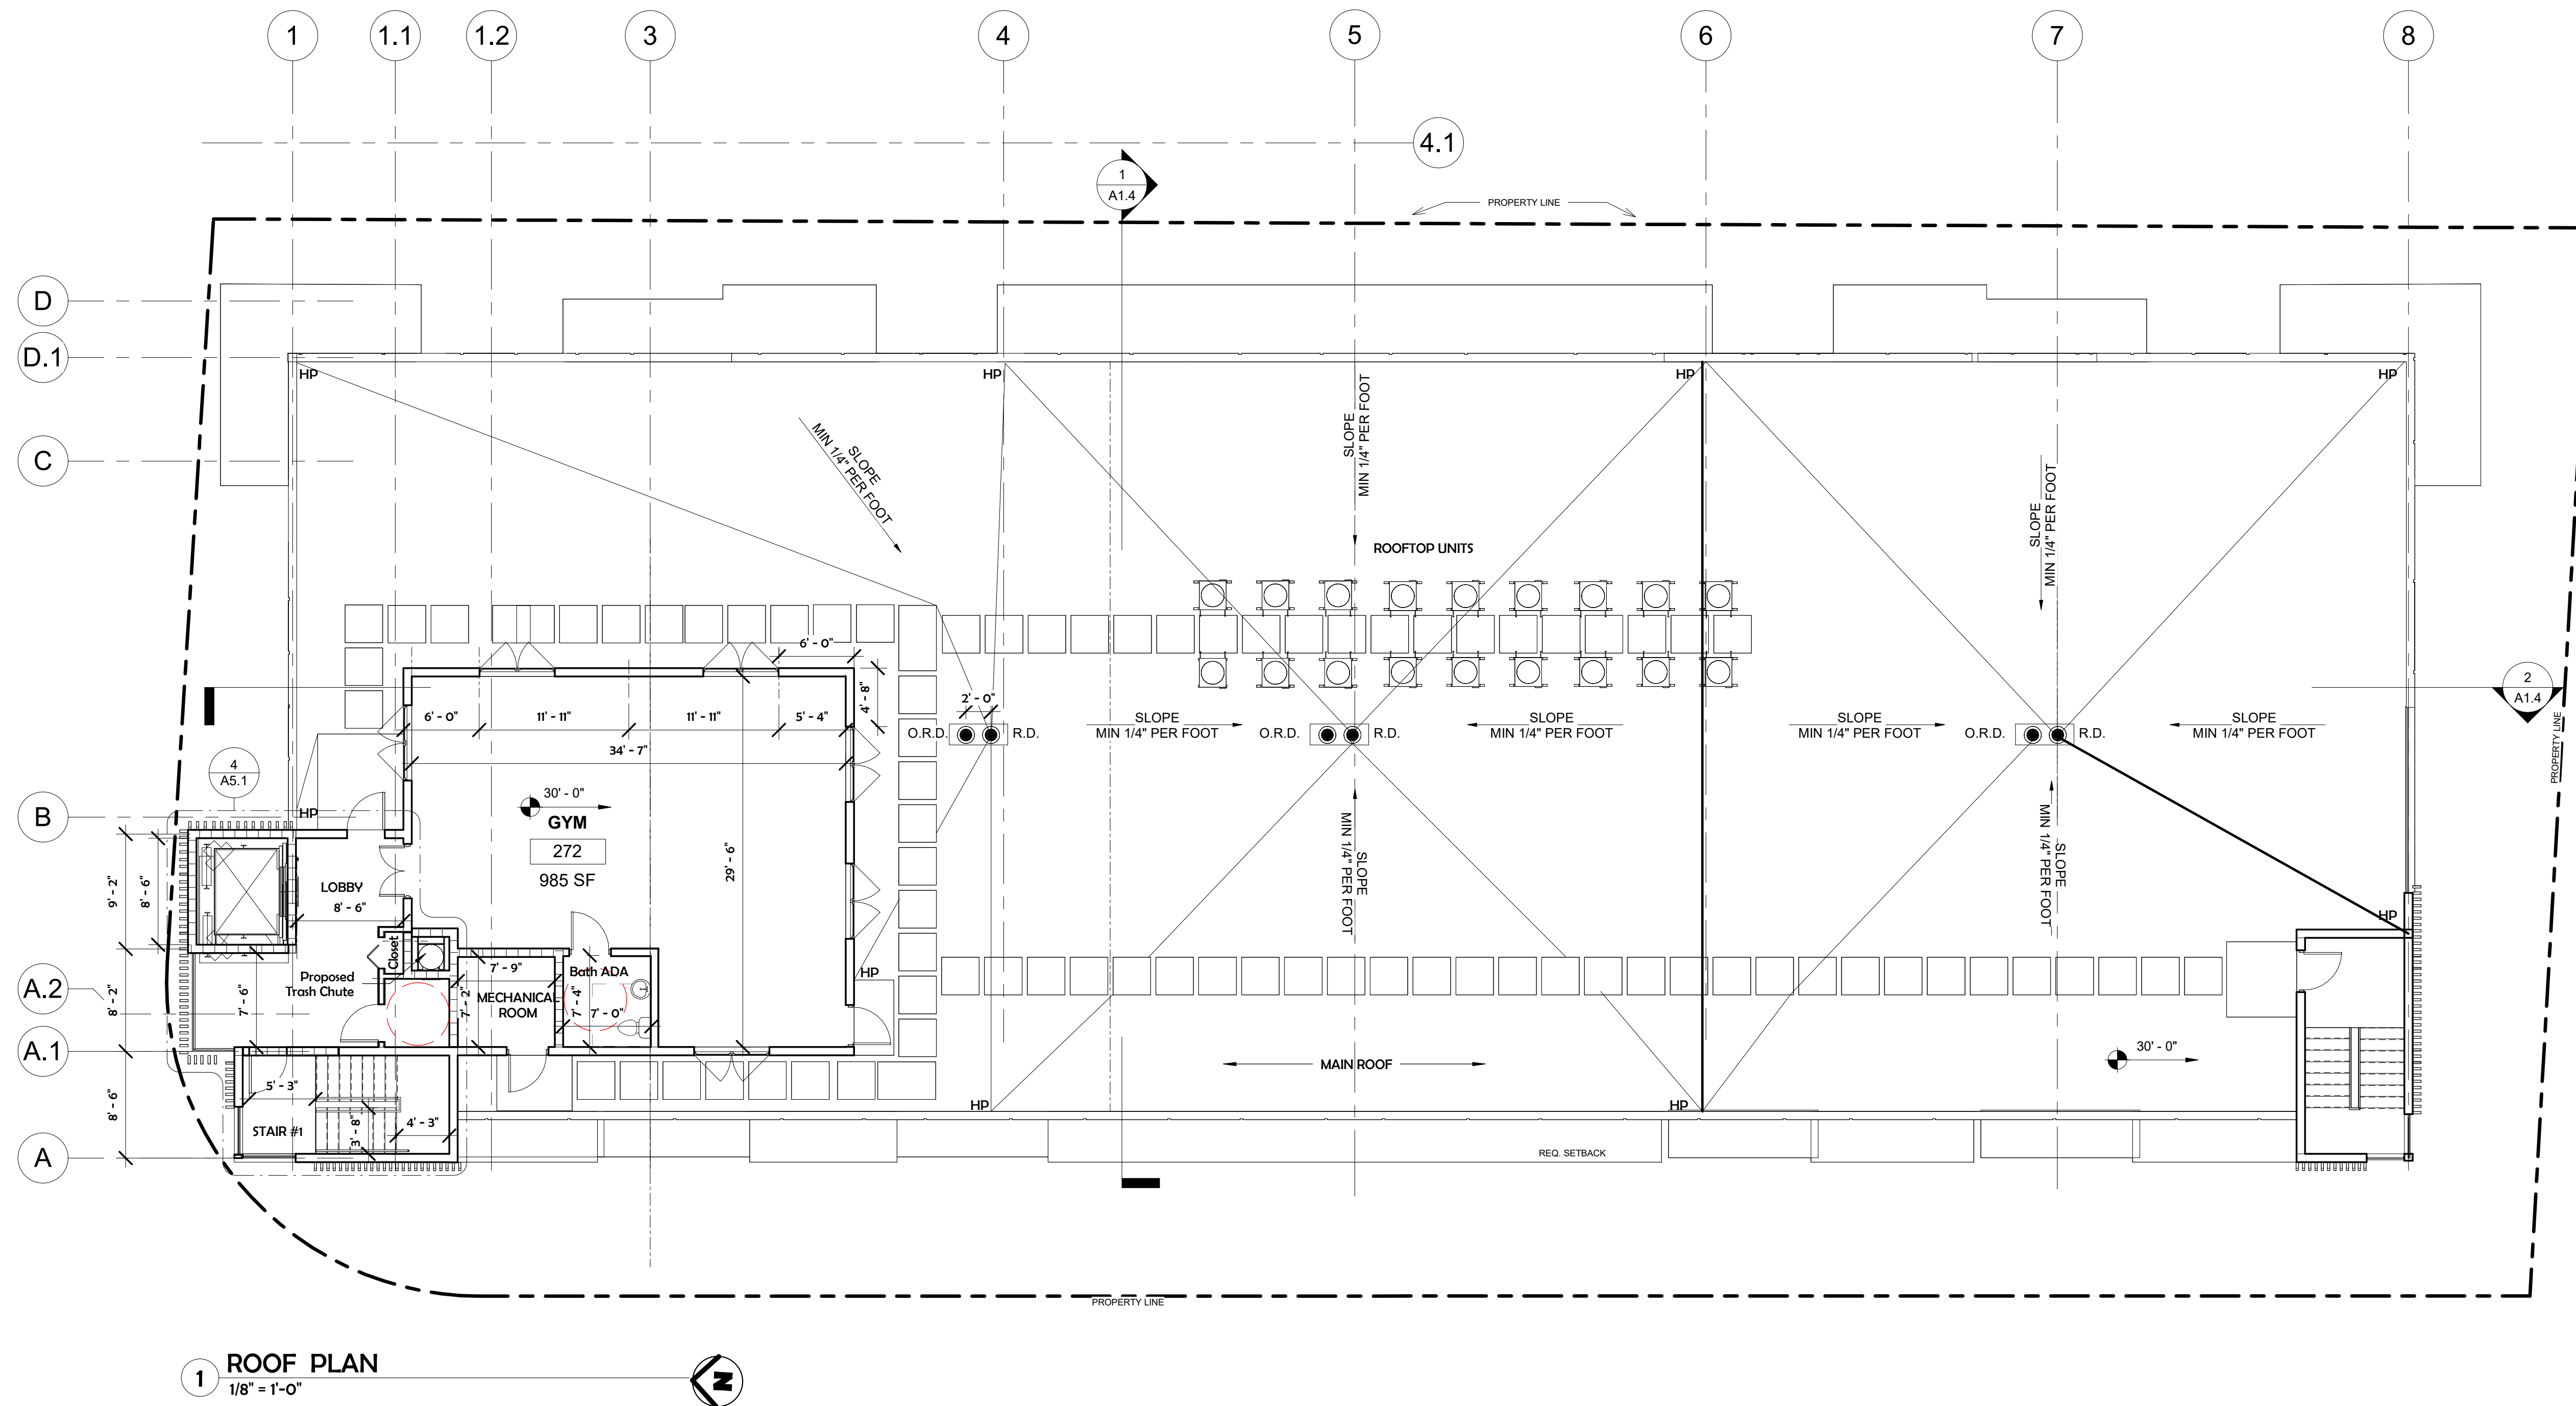 1
1.1
1.2
3
4
5
6
7
8
4.1
1
A1.4
PROPERTY LINE
D
D.1
C
B
A.2
A.1
A
HP
HP
HP
HP
SLOPE
MIN 1/4" PER FOOT
SLOPE
MIN 1/4" PER FOOT
SLOPE
MIN 1/4" PER FOOT
ROOFTOP UNITS
6' - 0"
4' - 8"
2' - 0"
6' - 0"
11' - 11"
11' - 11"
5' - 4"
34' - 7"
O.R.D.
R.D.
SLOPE
MIN 1/4" PER FOOT
O.R.D.
R.D.
SLOPE
MIN 1/4" PER FOOT
SLOPE
MIN 1/4" PER FOOT
O.R.D.
R.D.
SLOPE
MIN 1/4" PER FOOT
2
A1.4
PROPERTY LINE
4
A5.1
HP
30' - 0"
GYM
272
985 SF
29' - 6"
SLOPE
MIN 1/4" PER FOOT
SLOPE
MIN 1/4" PER FOOT
9' - 2"
8' - 6"
LOBBY
8' - 6"
HP
Closet
Proposed
Trash Chute
7' - 9"
Bath ADA
HP
8' - 2"
7' - 6"
7' - 2"
MECHANICAL
ROOM
7' - 4"
7' - 0"
30' - 0"
MAIN ROOF
8' - 6"
5' - 3"
HP
HP
STAIR #1
3' - 8"
4' - 3"
REQ. SETBACK
PROPERTY LINE
1
ROOF PLAN
1/8" = 1'-0"
N